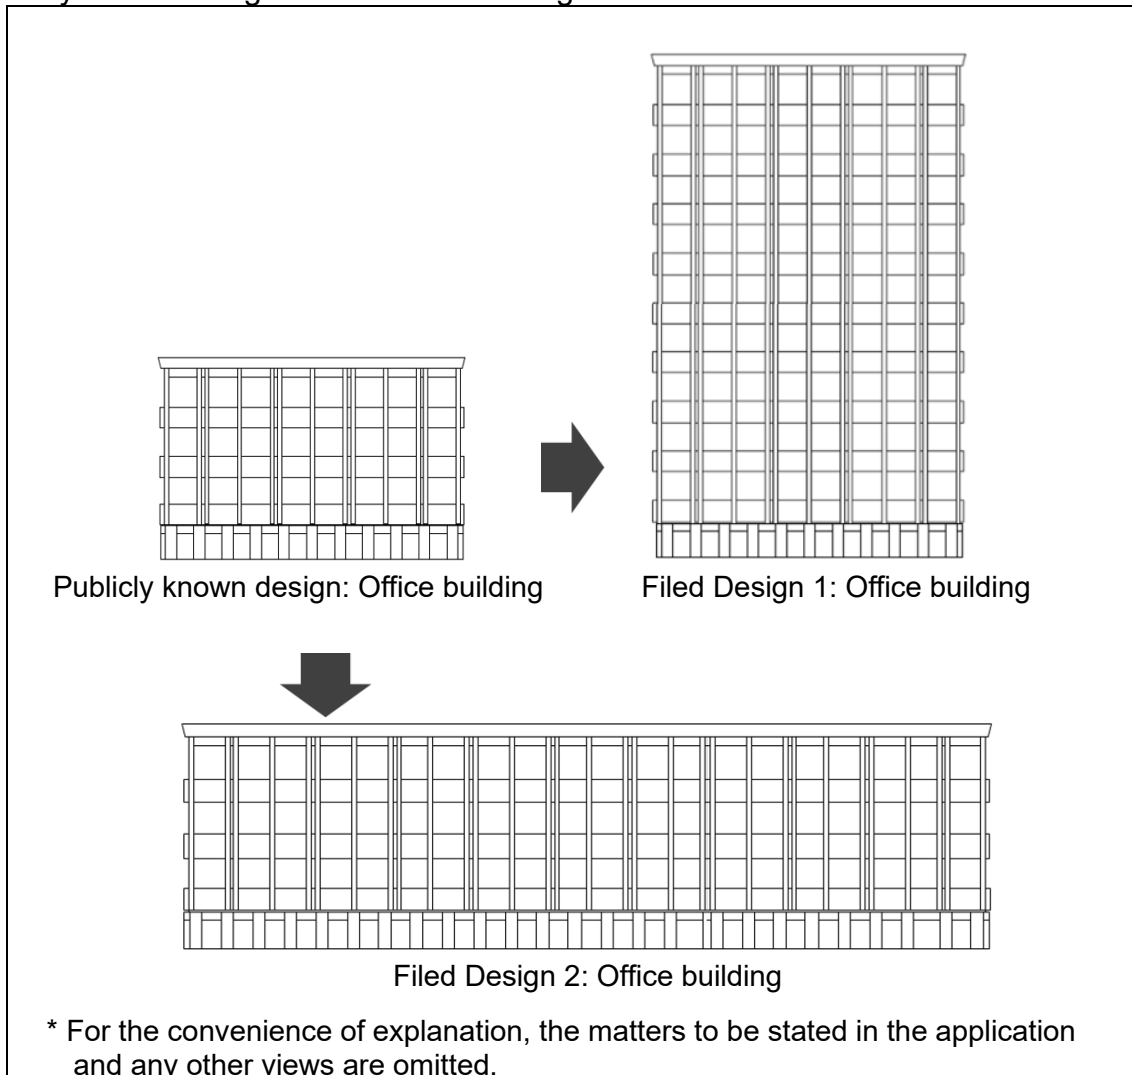 Publicly known design: Office building
Filed Design 1: Office building
Filed Design 2: Office building
* For the convenience of explanation, the matters to be stated in the application
and any other views are omitted.